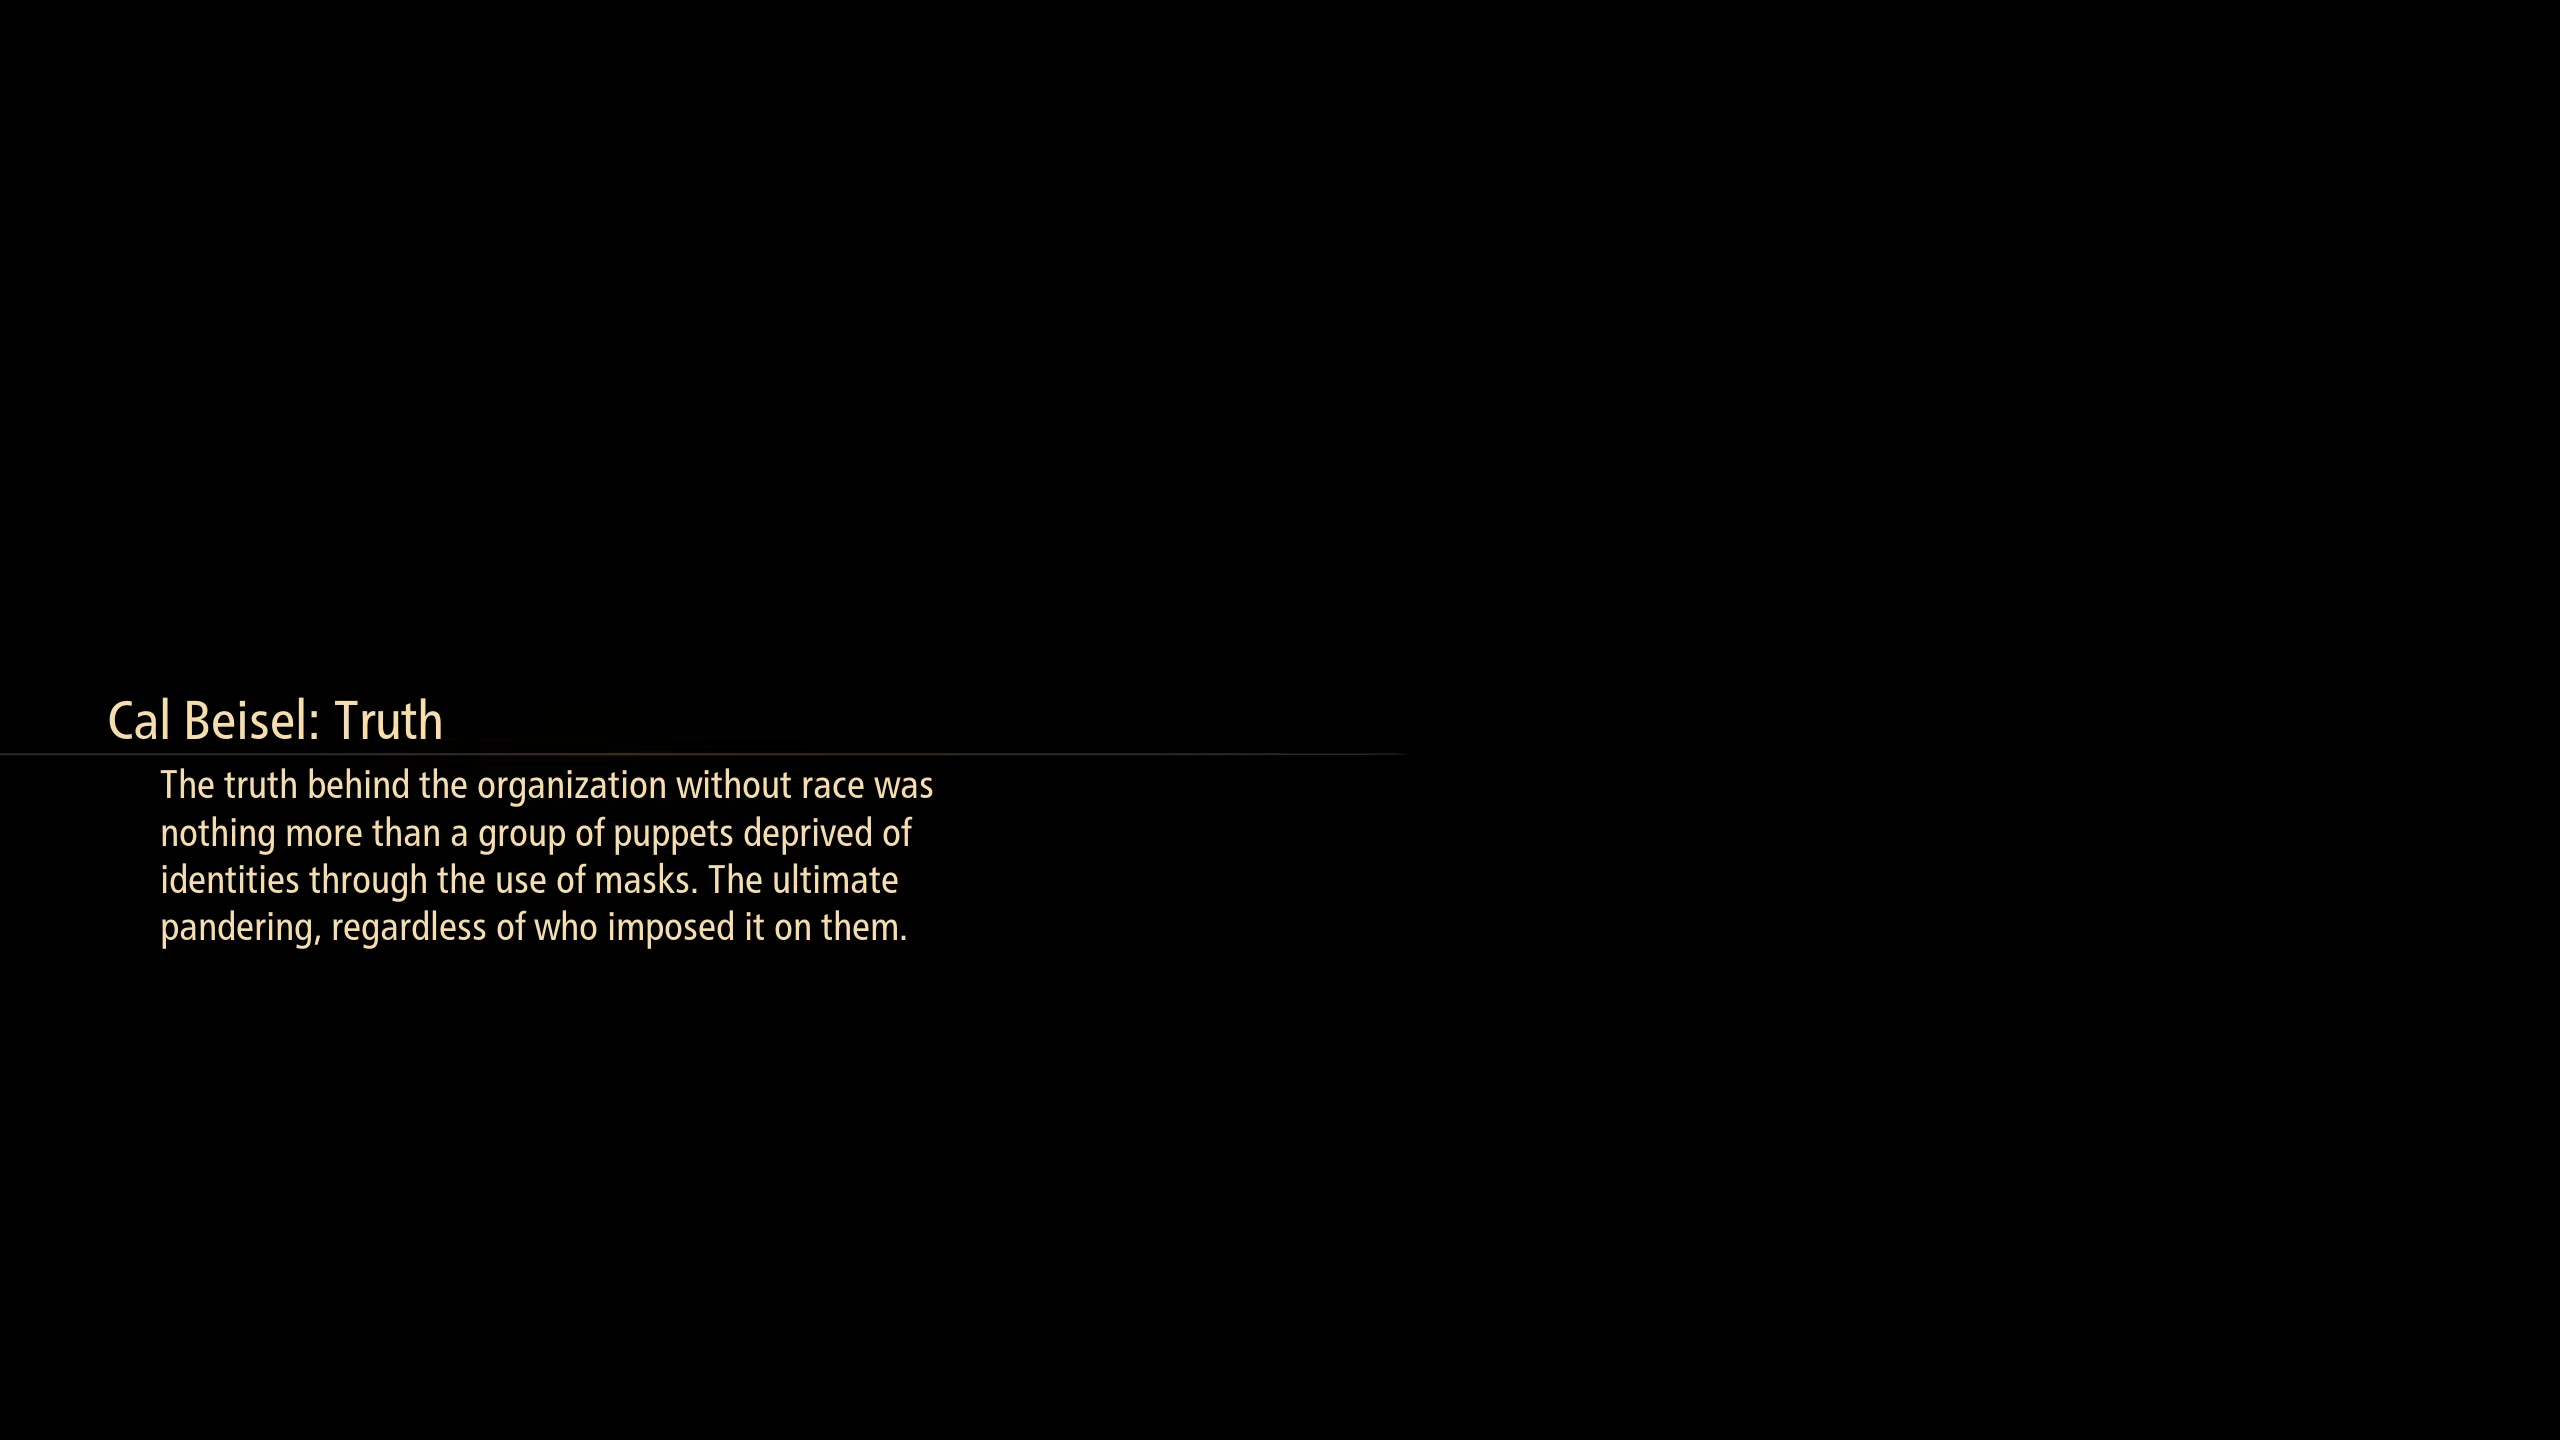 Cal Beisel: Truth
The truth behind the organization without race was
nothing more than a group of puppets deprived of
identities through the use of masks. The ultimate
pandering, regardless of who imposed it on them.